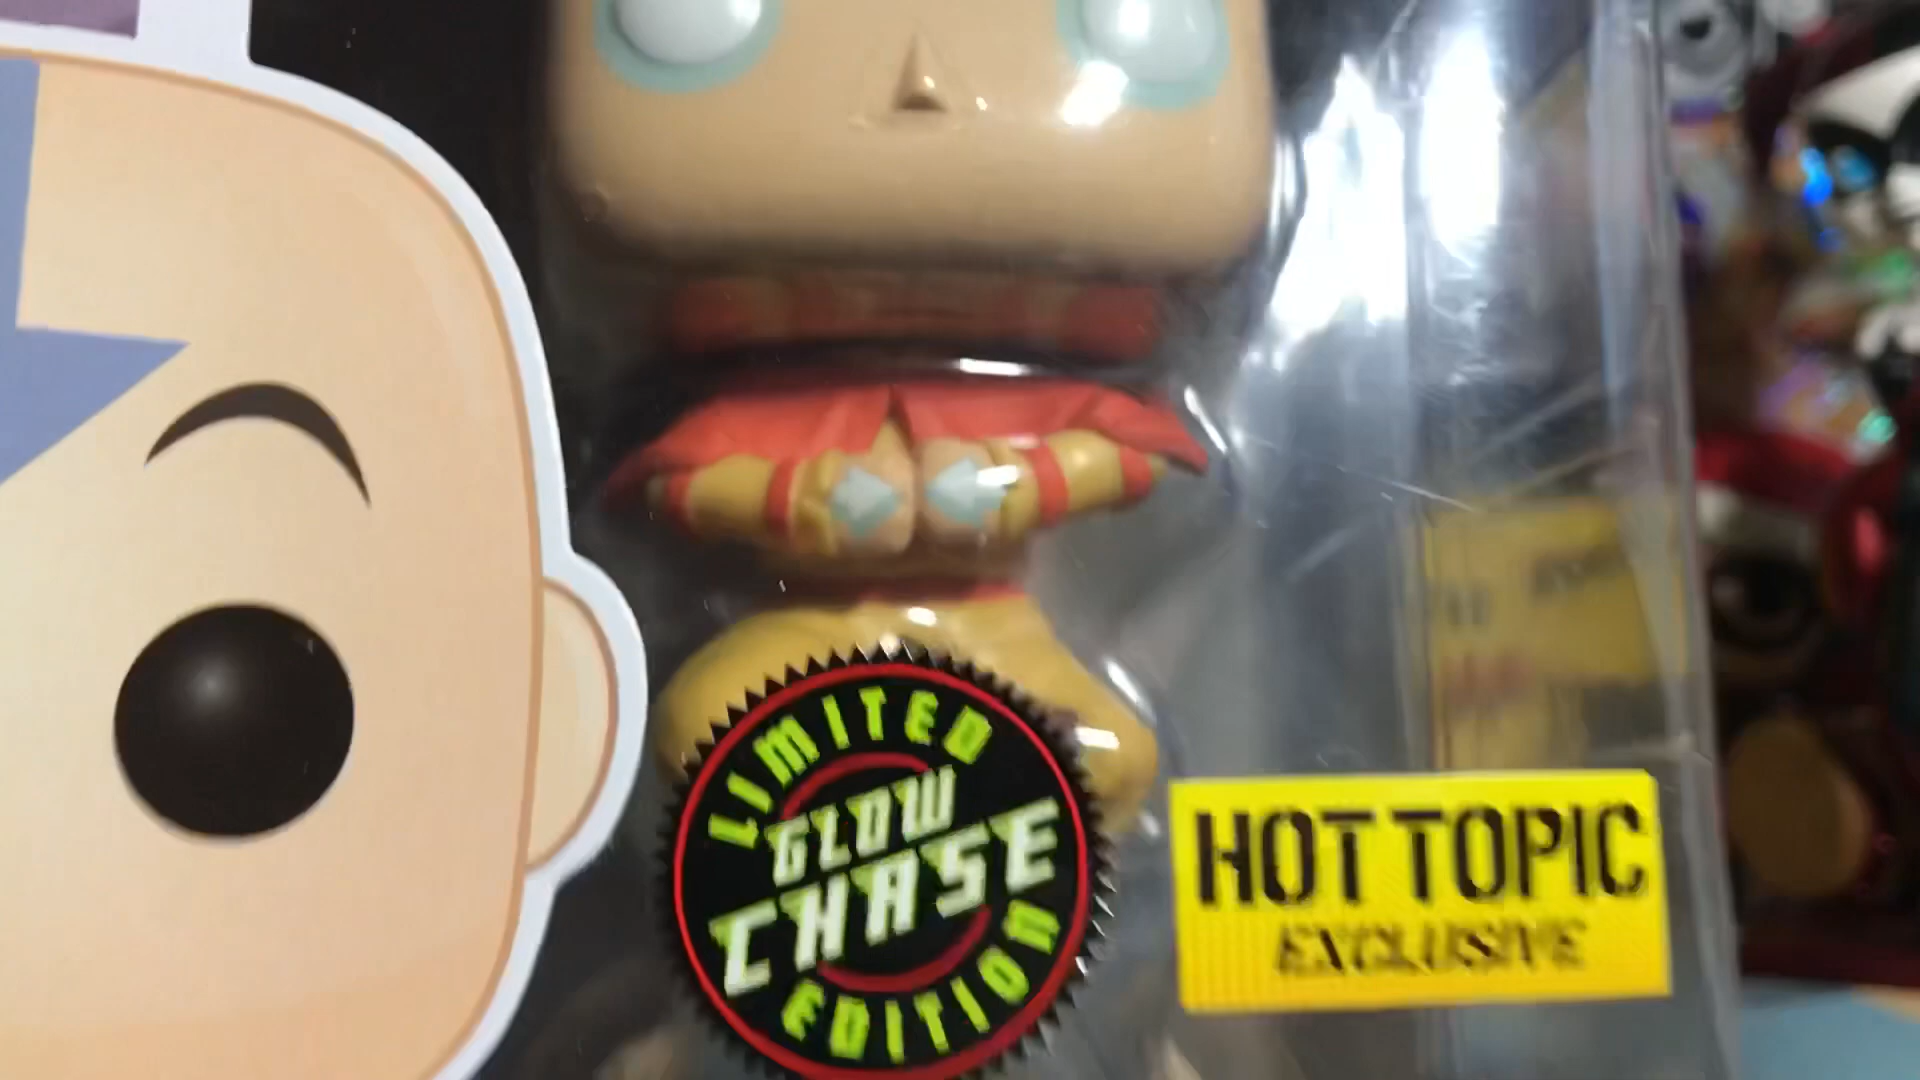 LIMITED
GLOW
CHASE
EDITION
HOT TOPIC
EXCLUSIVE